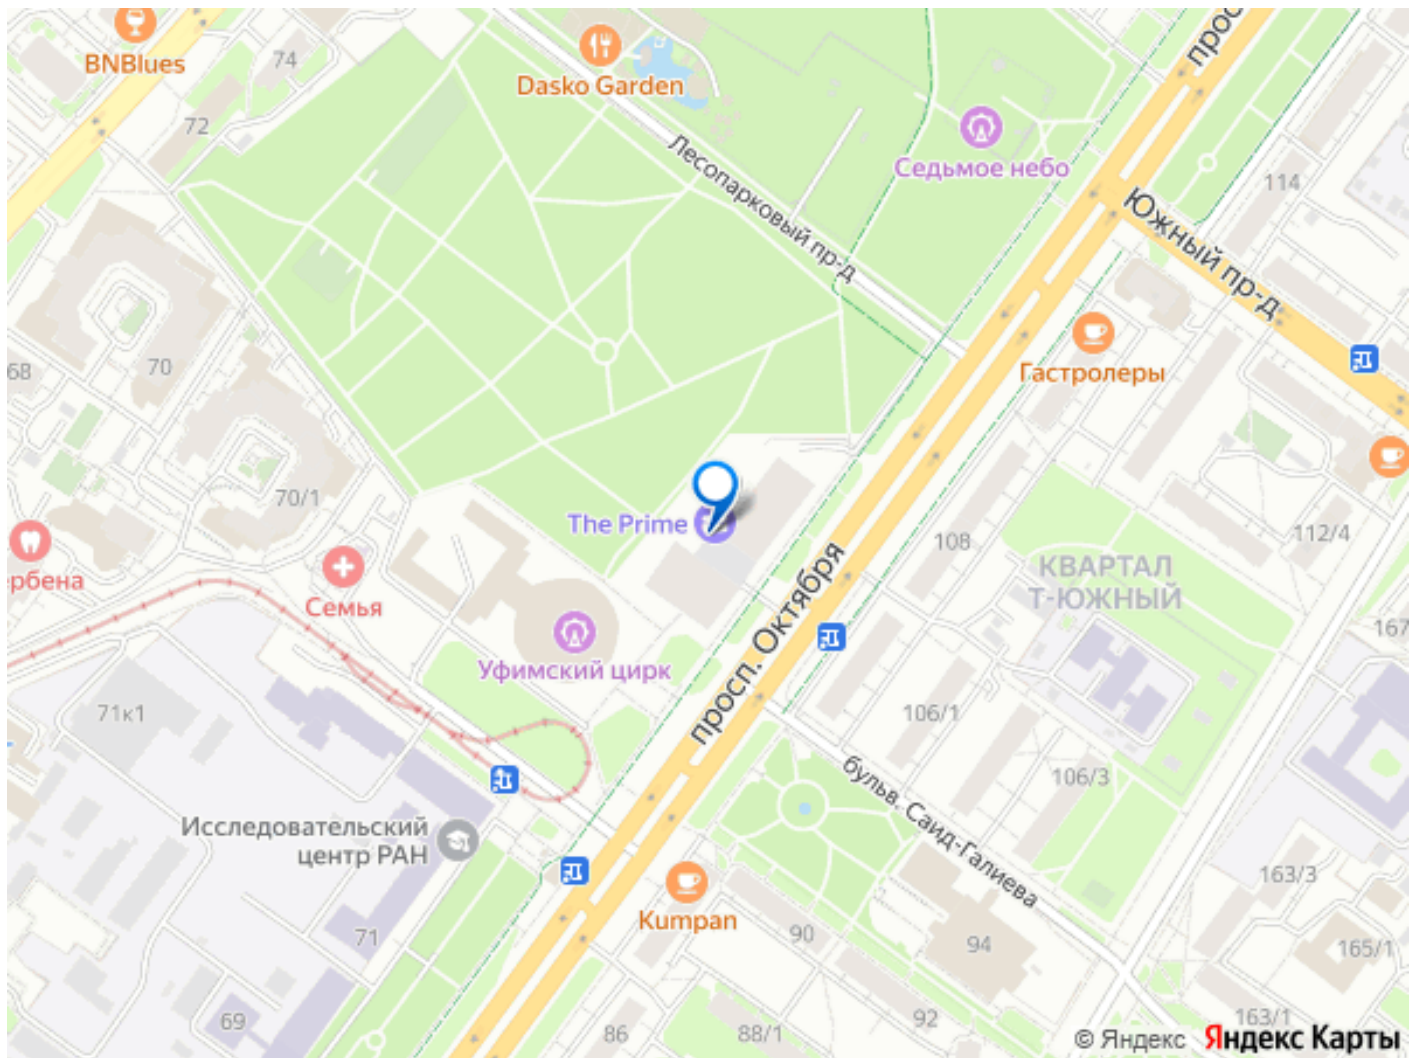 BNBlues
74
72
Dasko Garden
Седьмое небо
Лесопарковый пр-д
114
Южный пр-д
Гастролеры
68
70
70/1
The Prime
108
112/4
КВАРТАЛ
Т-ЮЖНЫЙ
Семья
Уфимский цирк
просп. Октября
167
71к1
106/1
106/3
бульв. Саид-Галиева
Исследовательский
центр РАН
163/3
Kumpan
71
90
94
165/1
69
86
88/1
92
163/1
© Яндекс Яндекс Карты